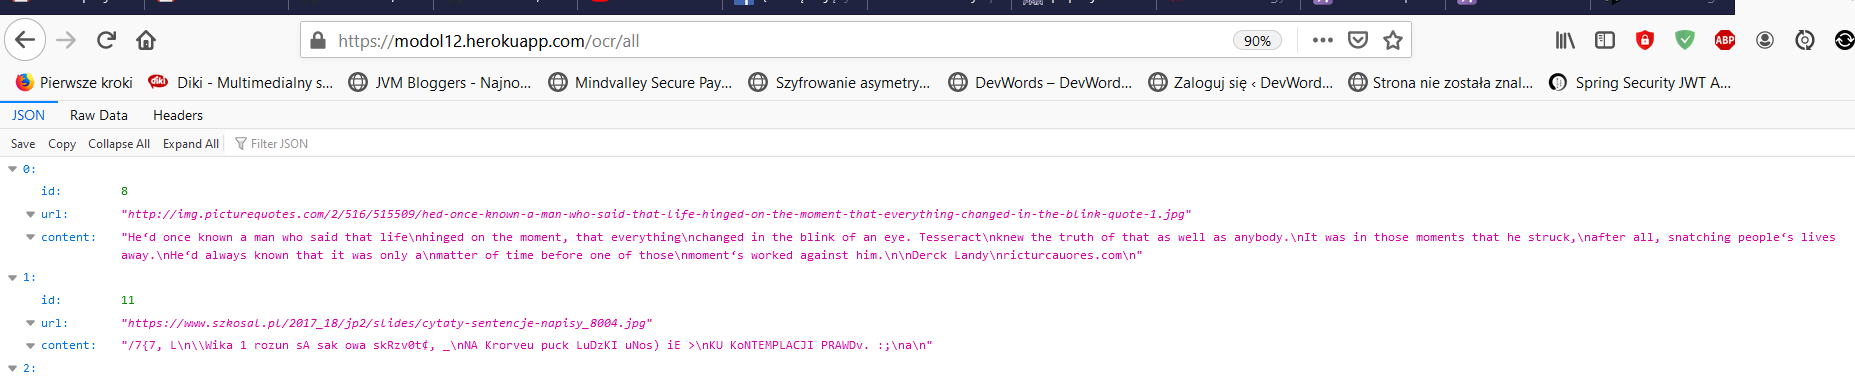 https://modol12.herokuapp.com/ocr/all
90%
ABP
Pierwsze kroki
diki Diki - Multimedialny s...
JVM Bloggers - Najno...
Mindvalley Secure Pay...
Szyfrowanie asymetry...
DevWords – DevWord...
Zaloguj się ‹ DevWord...
Strona nie została znal...
Spring Security JWT A...
JSON Raw Data Headers
Save Copy Collapse All Expand All Filter JSON
0:
id: 8
url: "http://img.picturequotes.com/2/516/515509/hed-once-known-a-man-who-said-that-life-hinged-on-the-moment-that-everything-changed-in-the-blink-quote-1.jpg"
content: "He‘d once known a man who said that life\nhinged on the moment, that everything\nchanged in the blink of an eye. Tesseract\nknew the truth of that as well as anybody.\nIt was in those moments that he struck,\nafter all, snatching people‘s lives
away.\nHe‘d always known that it was only a\nmatter of time before one of those\nmoment‘s worked against him.\n\nDerck Landy\nricturcauores.com\n"
1:
id: 11
url: "https://www.szkosal.pl/2017_18/jp2/slides/cytaty-sentencje-napisy_8004.jpg"
content: "/7{7, L\n\\Wika 1 rozun sA sak owa skRzv0t¢, _\nNA Krorveu puck LuDzKI uNos) iE >\nKU KoNTEMPLACJI PRAWDv. :;\na\n"
2: